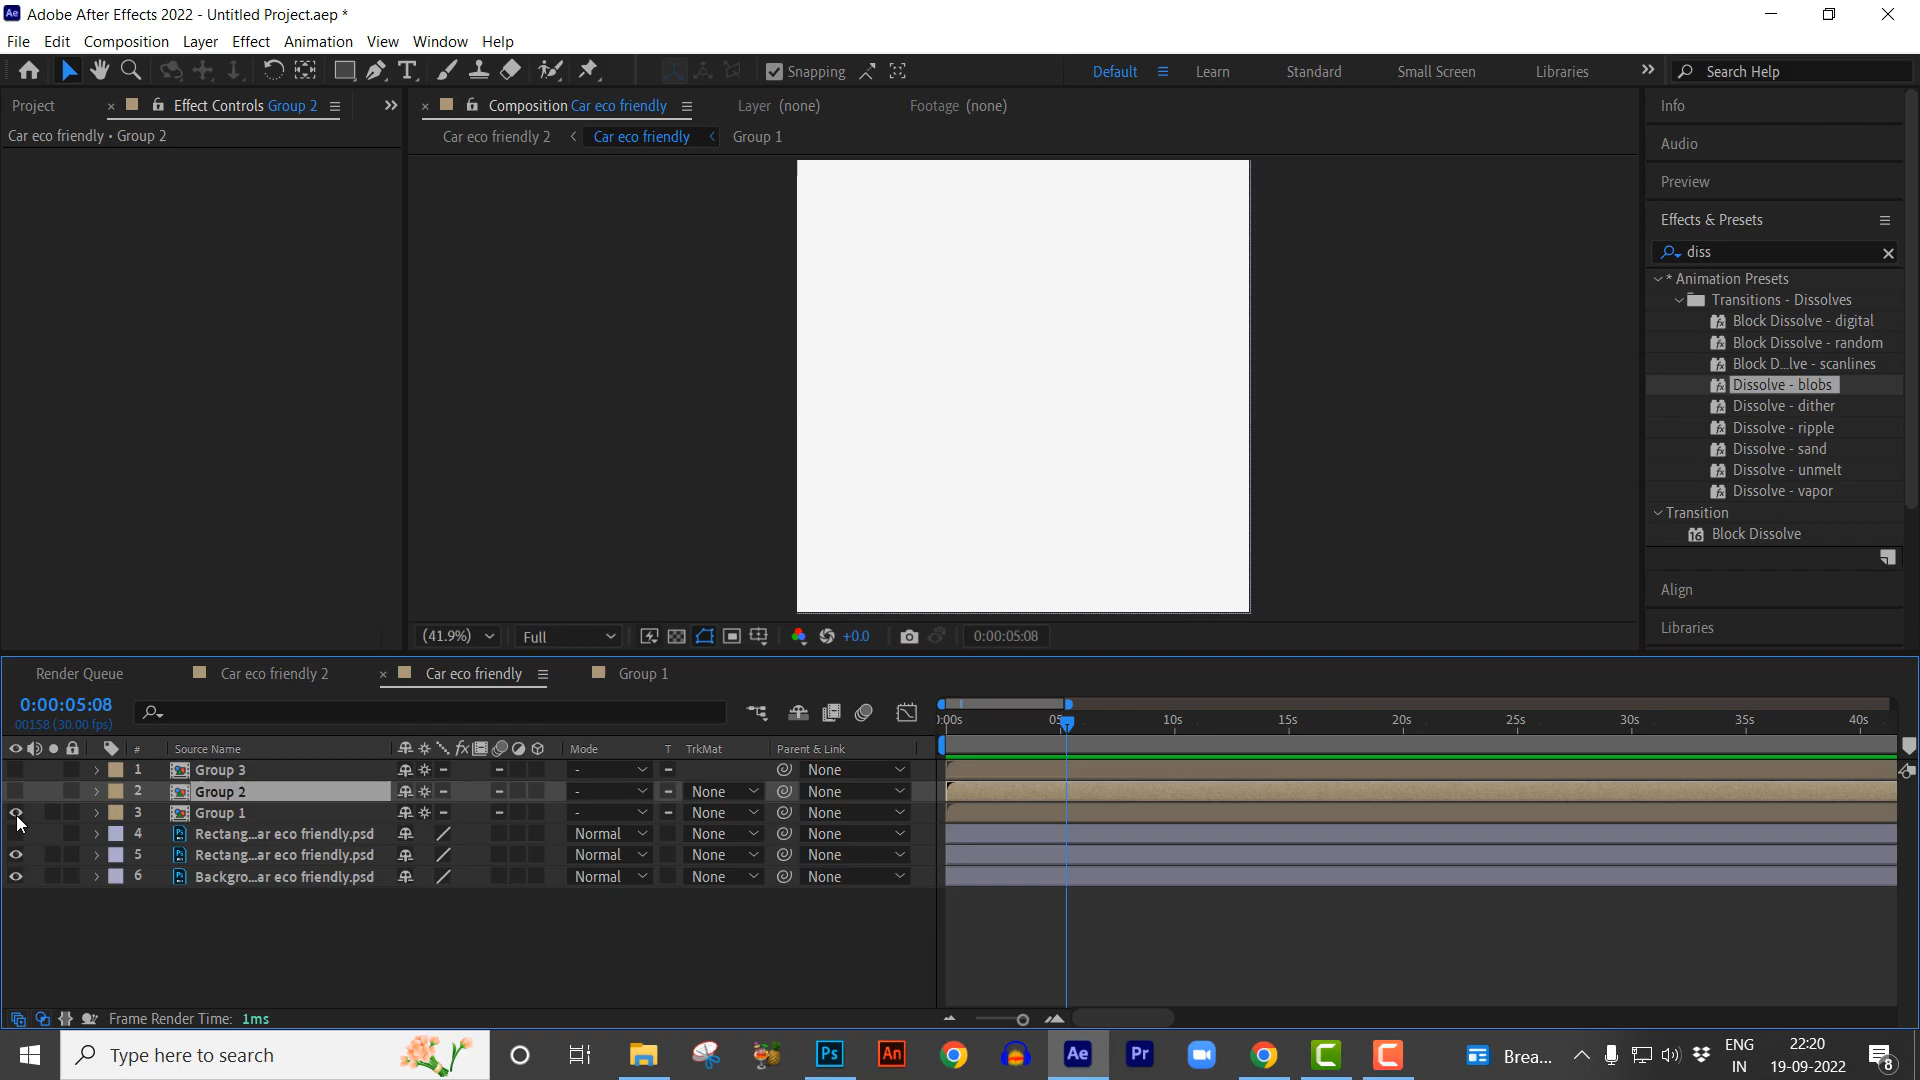 Adobe After Effects 2022 - Untitled Project.aep *
File Edit Composition Layer Effect Animation View Window Help
Snapping Default Learn Standard Small Screen Libraries Search Help
Project Effect Controls Group 2
Car eco friendly • Group 2
Composition Car eco friendly Layer (none) Footage (none)
Car eco friendly 2 Car eco friendly Group 1
Info
Audio
Preview
Effects & Presets
diss
* Animation Presets
Transitions - Dissolves
Block Dissolve - digital
Block Dissolve - random
Block D...lve - scanlines
Dissolve - blobs
Dissolve - dither
Dissolve - ripple
Dissolve - sand
Dissolve - unmelt
Dissolve - vapor
Transition
Block Dissolve
Align
Libraries
(41.9%) Full +0.0 0:00:05:08
Render Queue Car eco friendly 2 Car eco friendly Group 1
0:00:05:08
00158 (30.00 fps)
:00s 05 10s 15s 20s 25s 30s 35s 40s
# Source Name Mode T TrkMat Parent & Link
1 Group 3 - None
2 Group 2 - None None
3 Group 1 - None None
4 Rectang...ar eco friendly.psd Normal None None
5 Rectang...ar eco friendly.psd Normal None None
6 Backgro...ar eco friendly.psd Normal None None
Frame Render Time: 1ms
Type here to search
Ps An Ae Pr
Brea...
ENG
IN
22:20
19-09-2022
8